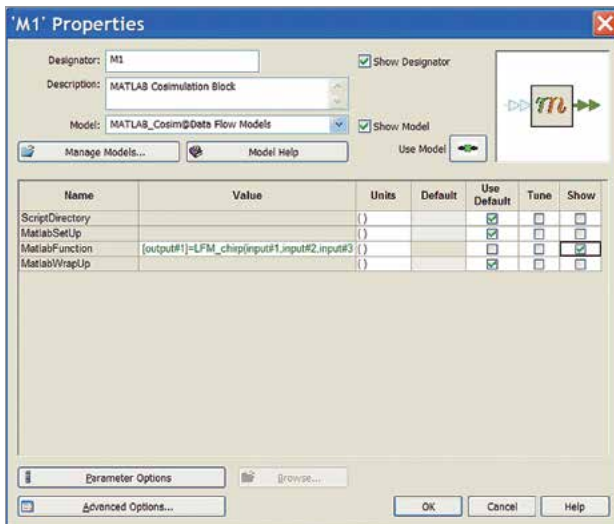 'M1' Properties
Designator: M1
Show Designator
Description: MATLAB Cosimulation Block
Model: MATLAB_Cosim@Data Flow Models
Show Model
Manage Models...
Model Help
Use Model
m
Name Value Units Default Use Default Tune Show
ScriptDirectory ()
MatlabSetUp ()
MatlabFunction [output#1]=LFM_chirp(input#1,input#2,input#3 ()
MatlabWrapUp ()
Parameter Options
Browse...
Advanced Options...
OK
Cancel
Help